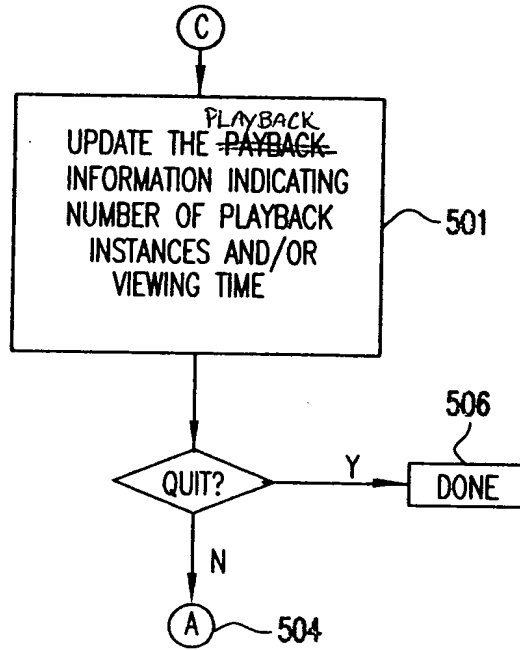 C
PLAYBACK
UPDATE THE PAYBACK
INFORMATION INDICATING
NUMBER OF PLAYBACK
INSTANCES AND/OR
VIEWING TIME
501
506
QUIT?
Y
DONE
N
A
504